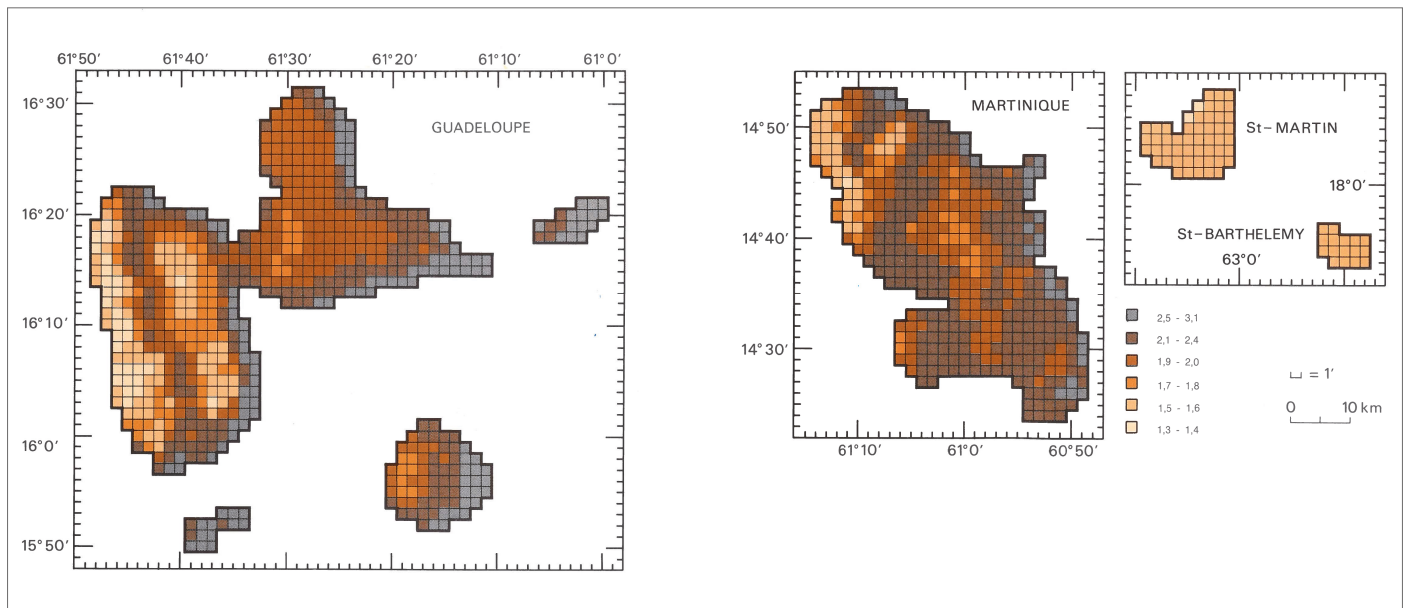 61°50′ 61°40′ 61°30′ 61°20′ 61°10′ 61°0′
16°30′
16°20′
16°10′
16°0′
15°50′
GUADELOUPE
MARTINIQUE
14°50′
14°40′
14°30′
61°10′ 61°0′ 60°50′
St-MARTIN
18°0′
St-BARTHELEMY
63°0′
2,5 - 3,1
2,1 - 2,4
1,9 - 2,0
1,7 - 1,8
1,5 - 1,6
1,3 - 1,4
= 1′
0 10 km